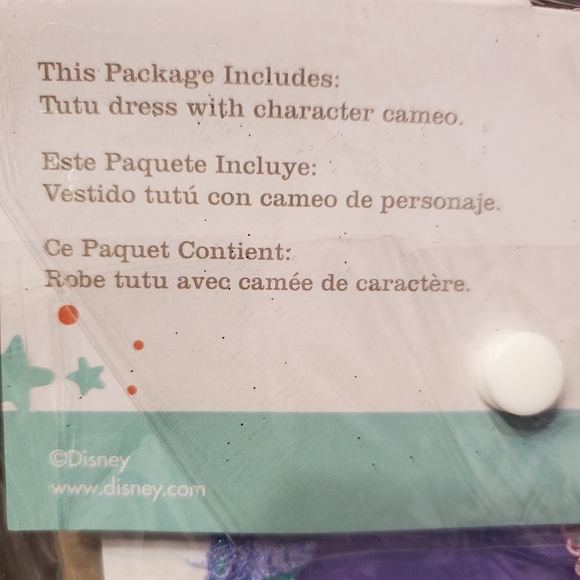 This Package Includes:
Tutu dress with character cameo.
Este Paquete Incluye:
Vestido tutú con cameo de personaje.
Ce Paquet Contient:
Robe tutu avec camée de caractère.
©Disney
www.disney.com